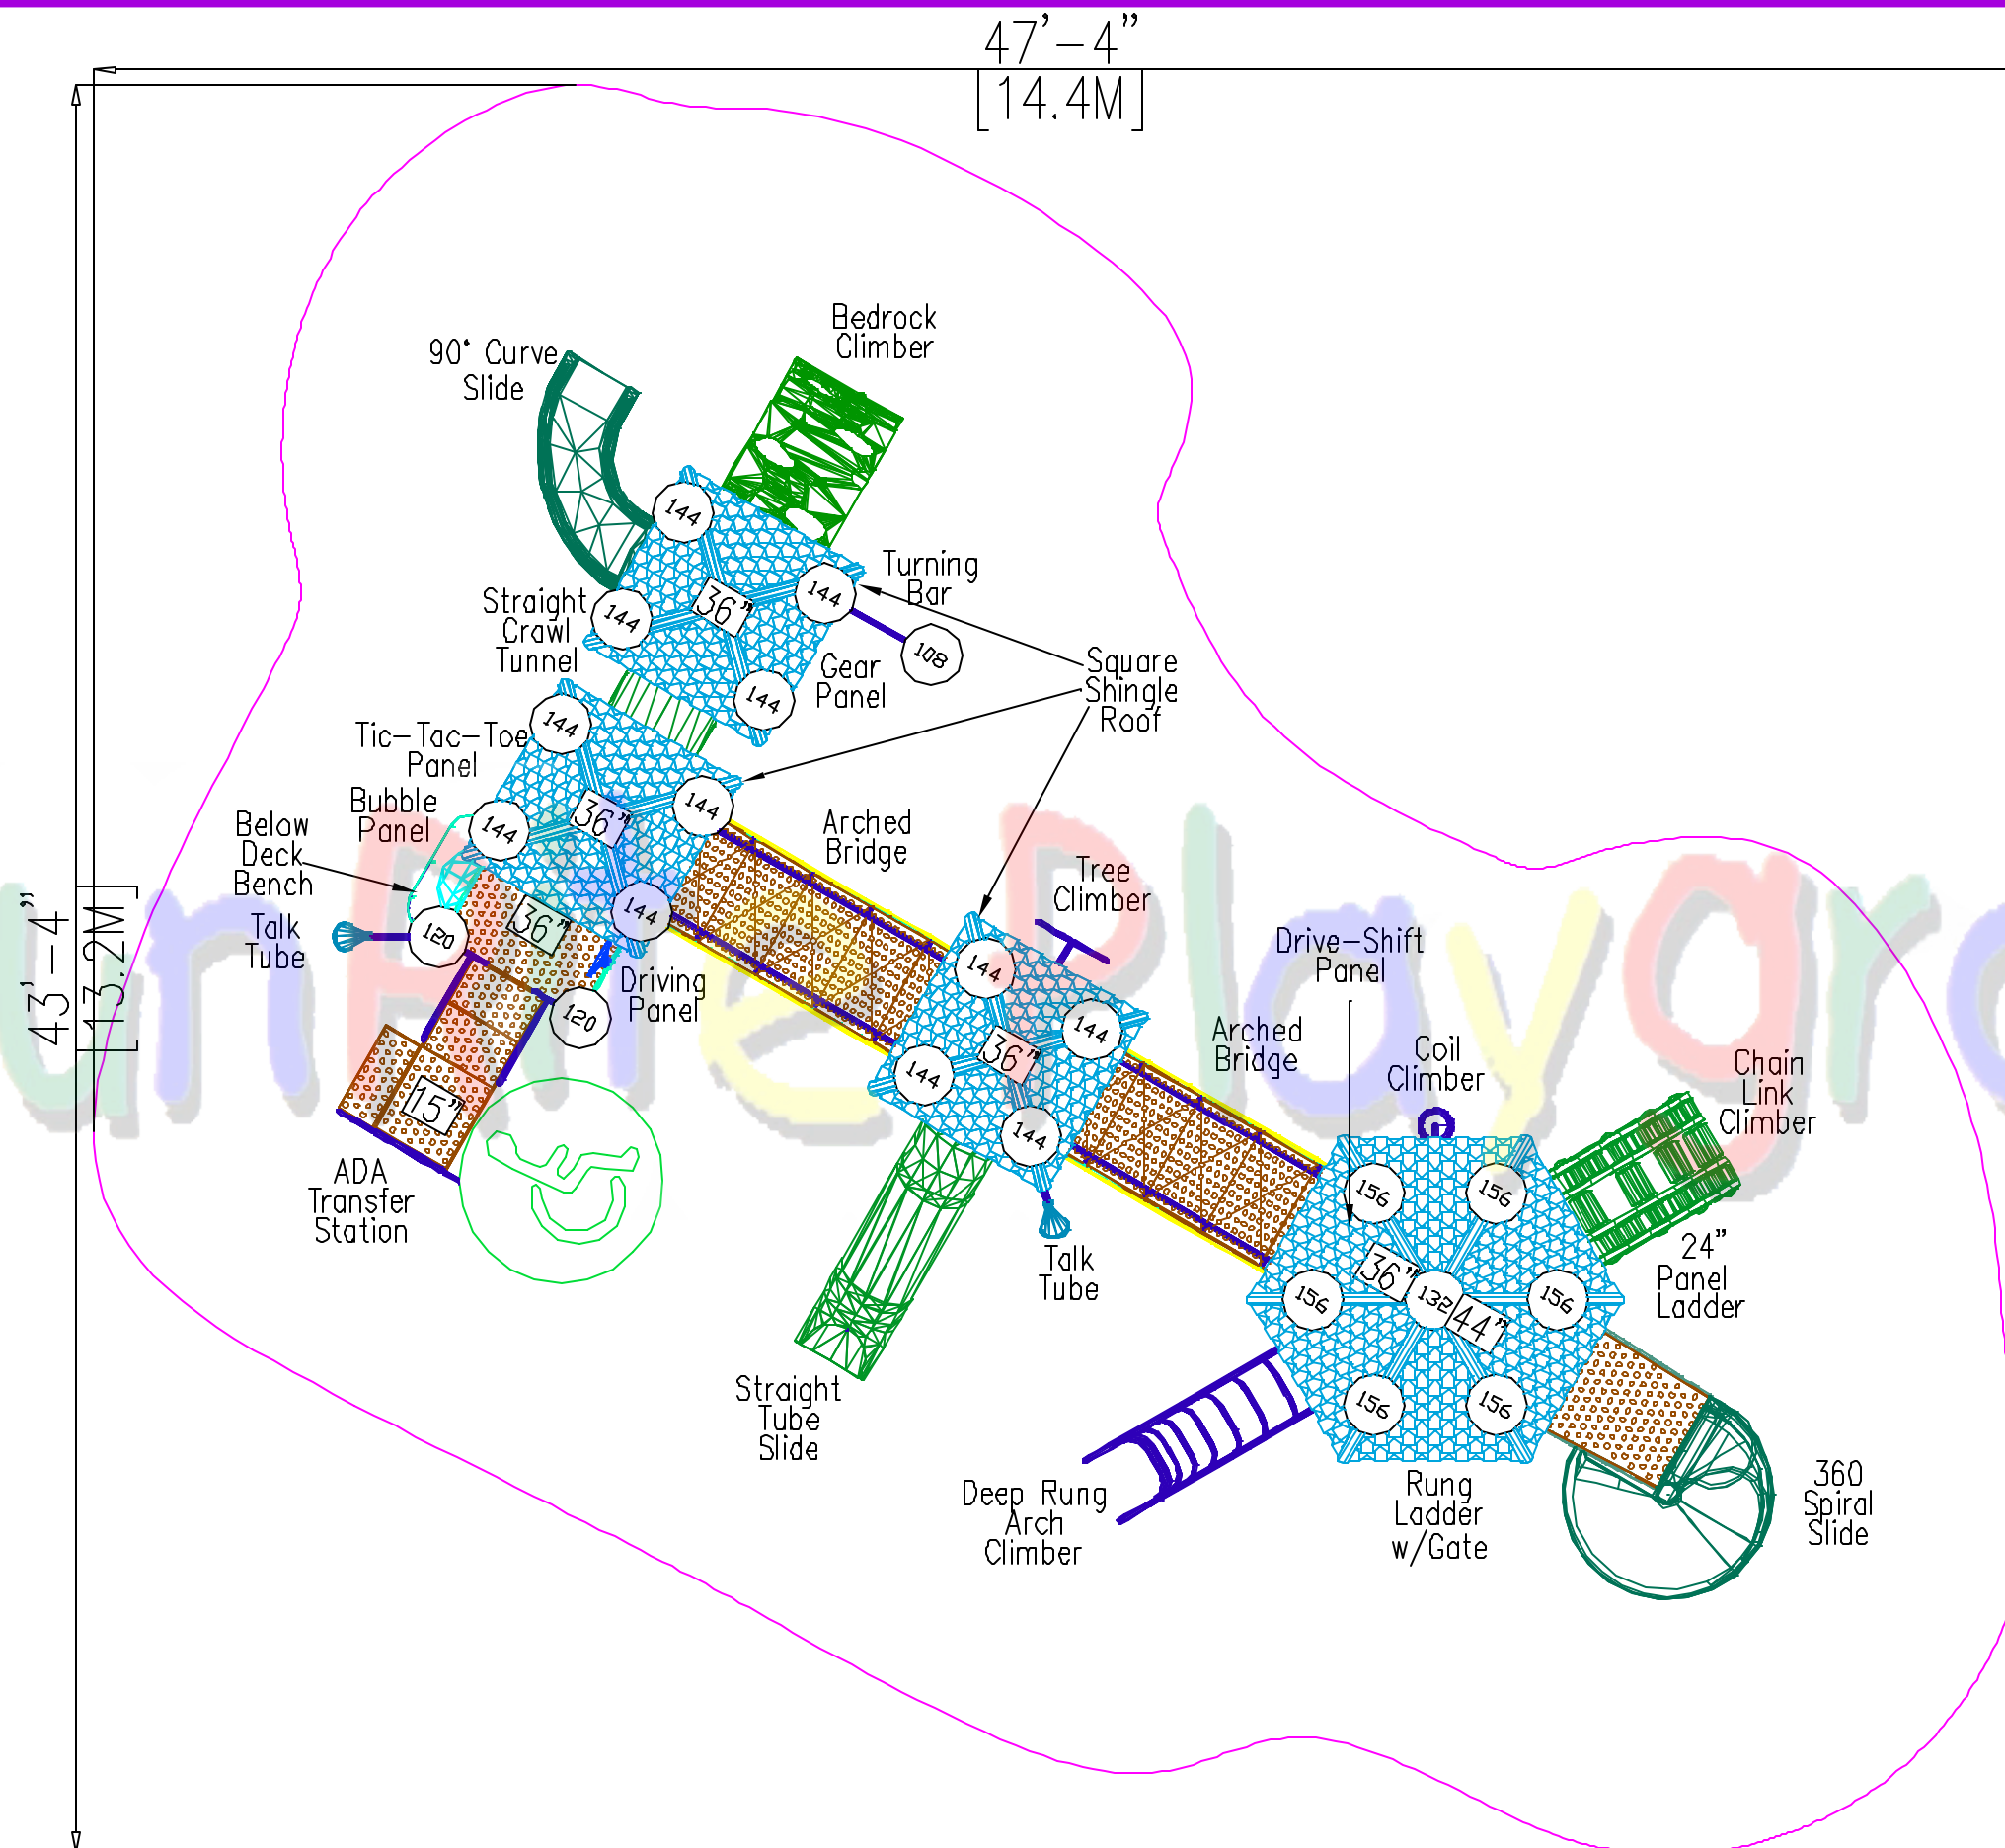 47'-4"
[14.4M]
43'-4"
[13.2M]
Bedrock
Climber
90° Curve
Slide
144
144
144
144
36"
Turning
Bar
108
Straight
Crawl
Tunnel
Gear
Panel
Square
Shingle
Roof
Tic-Tac-Toe
Panel
144
144
144
144
36"
Bubble
Panel
Below
Deck
Bench
Talk
Tube
120
36"
Driving
Panel
120
15"
ADA
Transfer
Station
Arched
Bridge
Tree
Climber
144
144
144
144
36"
Straight
Tube
Slide
Talk
Tube
Arched
Bridge
Drive-Shift
Panel
Coil
Climber
Chain
Link
Climber
24"
Panel
Ladder
156
156
156
156
156
156
36"
132
44"
Deep Rung
Arch
Climber
Rung
Ladder
w/Gate
360
Spiral
Slide